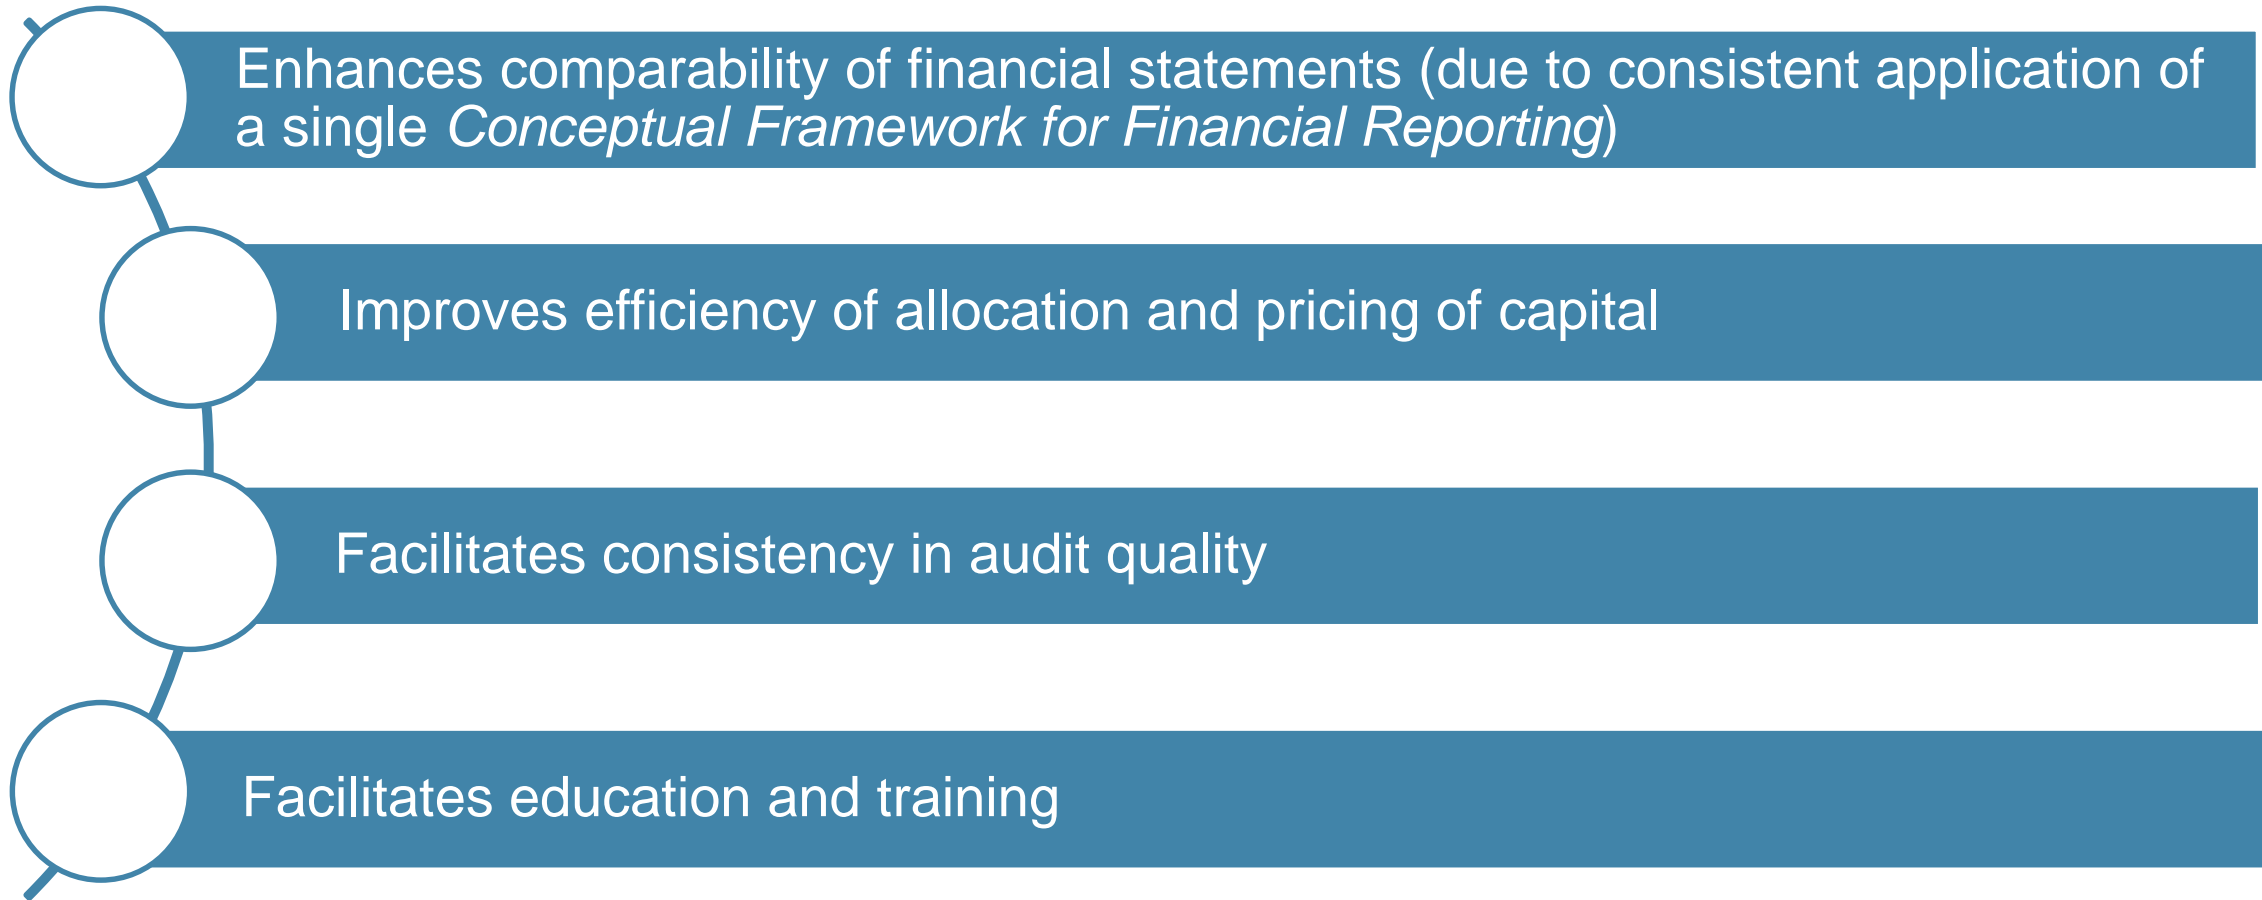 Enhances comparability of financial statements (due to consistent application of
a single Conceptual Framework for Financial Reporting)
Improves efficiency of allocation and pricing of capital
Facilitates consistency in audit quality
Facilitates education and training